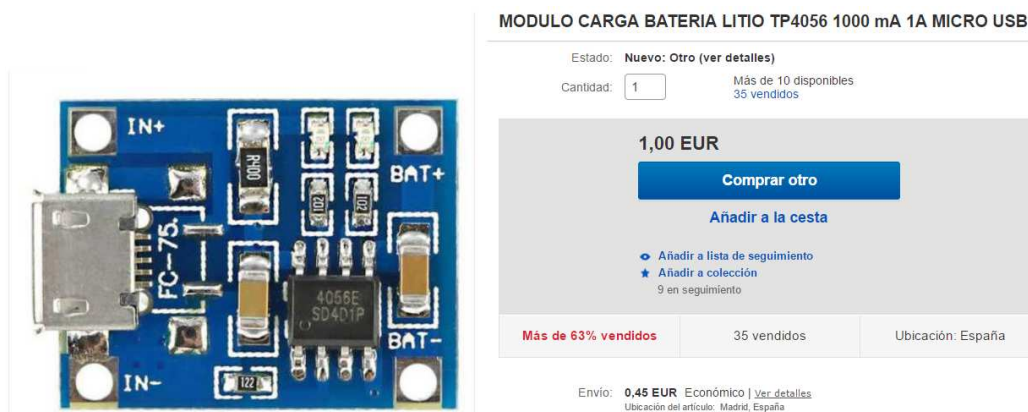 IN+
R400
102
102
BAT+
FC-75.
4056E
SD4D1P
BAT-
IN-
122
MODULO CARGA BATERIA LITIO TP4056 1000 mA 1A MICRO USB
Estado: Nuevo: Otro (ver detalles)
Cantidad: 1 Más de 10 disponibles
35 vendidos
1,00 EUR
Comprar otro
Añadir a la cesta
Añadir a lista de seguimiento
Añadir a colección
9 en seguimiento
Más de 63% vendidos 35 vendidos Ubicación: España
Envío: 0,45 EUR Económico | Ver detalles
Ubicación del artículo: Madrid, España